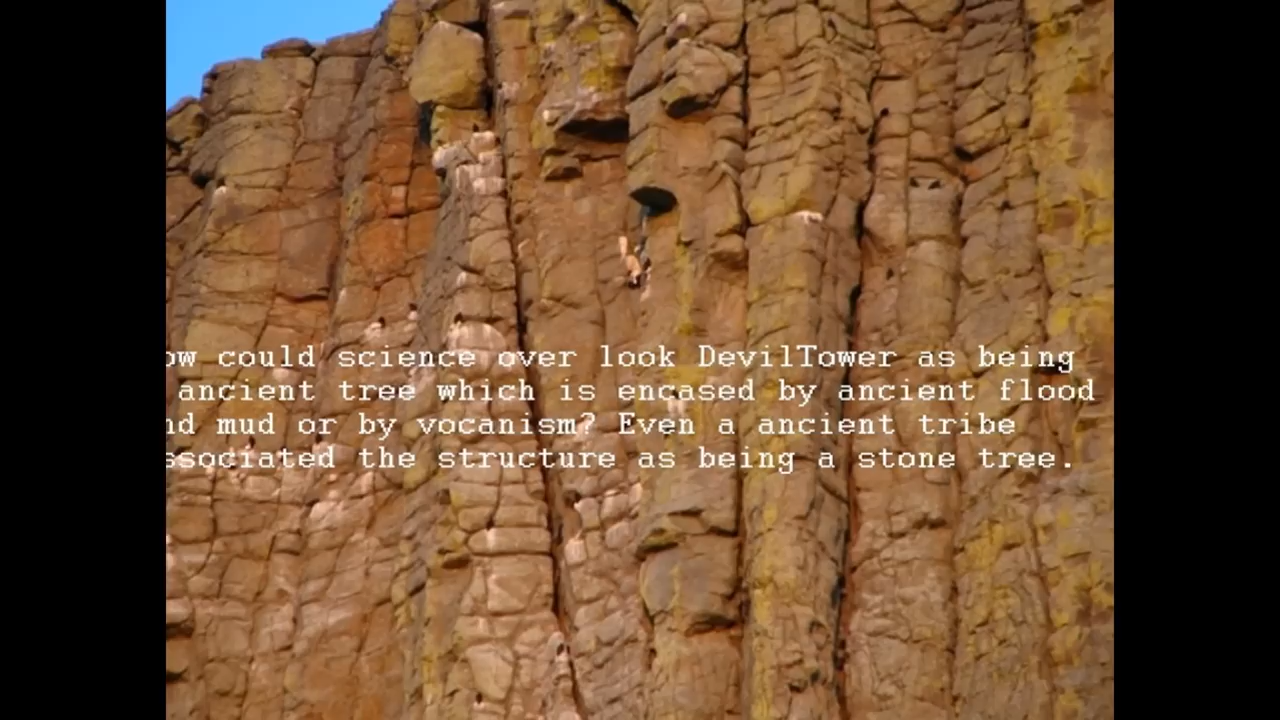 ow could science over look DevilTower as being
ancient tree which is encased by ancient flood
nd mud or by vocanism? Even a ancient tribe
ssociated the structure as being a stone tree.